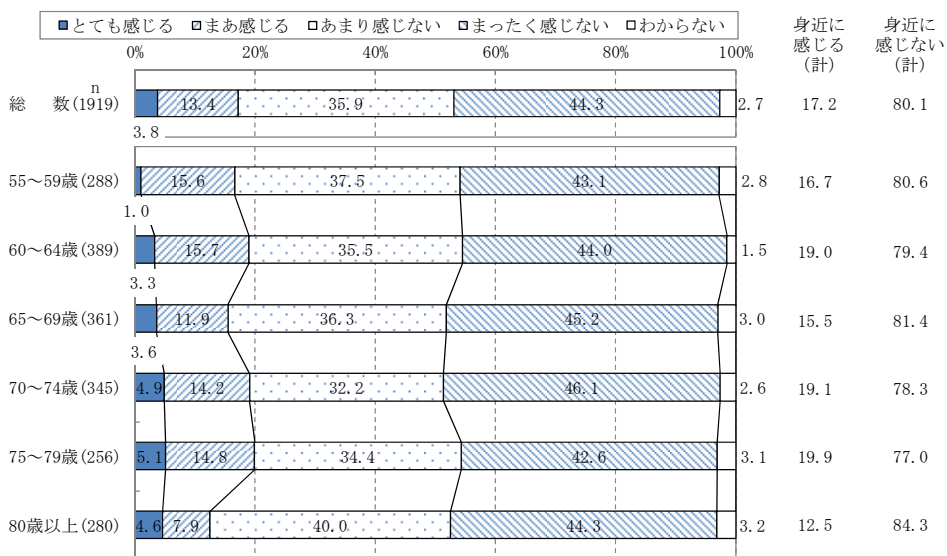 とても感じる まあ感じる あまり感じない まったく感じない わからない
身近に感じる(計) 身近に感じない(計)
0% 20% 40% 60% 80% 100%
n
総 数(1919) 3.8 13.4 35.9 44.3 2.7 17.2 80.1
55～59歳(288) 1.0 15.6 37.5 43.1 2.8 16.7 80.6
60～64歳(389) 3.3 15.7 35.5 44.0 1.5 19.0 79.4
65～69歳(361) 3.6 11.9 36.3 45.2 3.0 15.5 81.4
70～74歳(345) 4.9 14.2 32.2 46.1 2.6 19.1 78.3
75～79歳(256) 5.1 14.8 34.4 42.6 3.1 19.9 77.0
80歳以上(280) 4.6 7.9 40.0 44.3 3.2 12.5 84.3